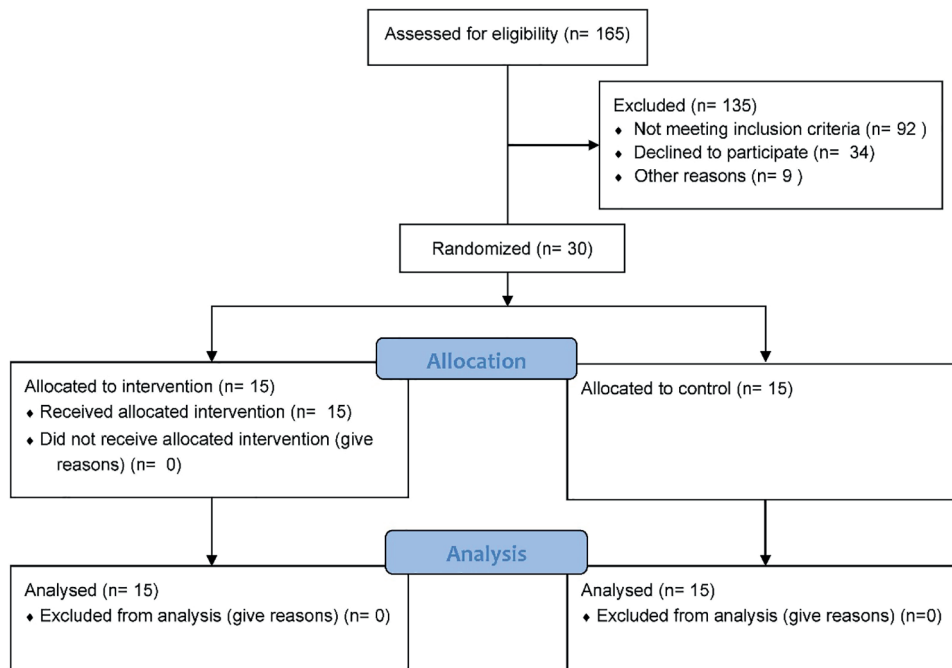 Assessed for eligibility (n= 165)
Excluded (n= 135)
♦ Not meeting inclusion criteria (n= 92 )
♦ Declined to participate (n= 34)
♦ Other reasons (n= 9 )
Randomized (n= 30)
Allocation
Allocated to intervention (n= 15)
♦ Received allocated intervention (n= 15)
♦ Did not receive allocated intervention (give
reasons) (n= 0)
Allocated to control (n= 15)
Analysis
Analysed (n= 15)
♦ Excluded from analysis (give reasons) (n= 0)
Analysed (n= 15)
♦ Excluded from analysis (give reasons) (n=0)